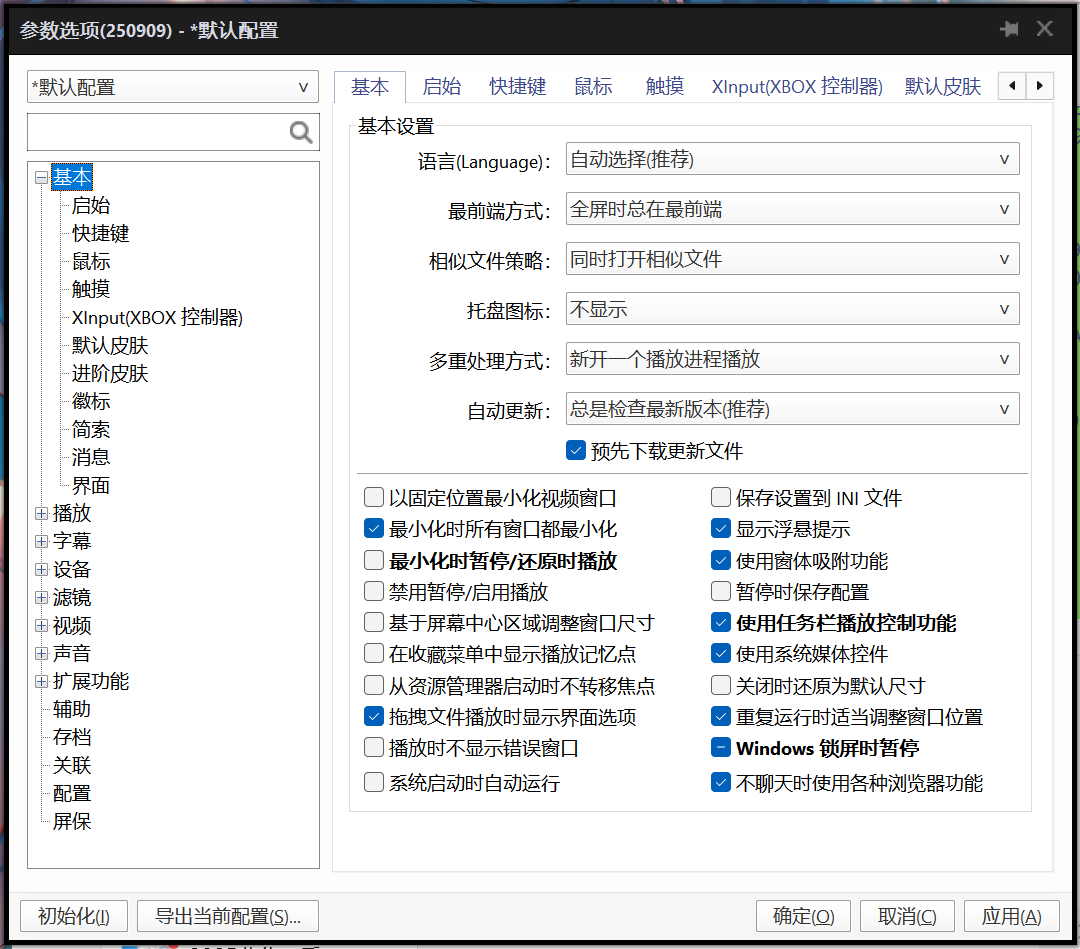 参数选项(250909) - *默认配置
*默认配置
基本
启始
快捷键
鼠标
触摸
XInput(XBOX 控制器)
默认皮肤
进阶皮肤
徽标
简索
消息
界面
播放
字幕
设备
滤镜
视频
声音
扩展功能
辅助
存档
关联
配置
屏保
基本 启始 快捷键 鼠标 触摸 XInput(XBOX 控制器) 默认皮肤
基本设置
语言(Language): 自动选择(推荐)
最前端方式: 全屏时总在最前端
相似文件策略: 同时打开相似文件
托盘图标: 不显示
多重处理方式: 新开一个播放进程播放
自动更新: 总是检查最新版本(推荐)
预先下载更新文件
以固定位置最小化视频窗口 保存设置到 INI 文件
最小化时所有窗口都最小化 显示浮悬提示
最小化时暂停/还原时播放 使用窗体吸附功能
禁用暂停/启用播放 暂停时保存配置
基于屏幕中心区域调整窗口尺寸 使用任务栏播放控制功能
在收藏菜单中显示播放记忆点 使用系统媒体控件
从资源管理器启动时不转移焦点 关闭时还原为默认尺寸
拖拽文件播放时显示界面选项 重复运行时适当调整窗口位置
播放时不显示错误窗口 Windows 锁屏时暂停
系统启动时自动运行 不聊天时使用各种浏览器功能
初始化(I) 导出当前配置(S)... 确定(O) 取消(C) 应用(A)